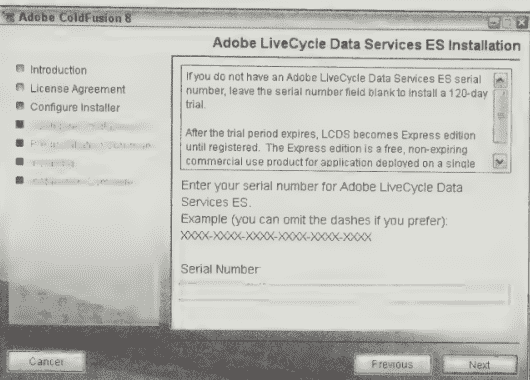 Adobe ColdFusion 8
Adobe LiveCycle Data Services ES Installation
Introduction
License Agreement
Configure Installer
If you do not have an Adobe LiveCycle Data Services ES serial
number, leave the serial number field blank to install a 120-day
trial.
After the trial period expires, LCDS becomes Express edition
until registered. The Express edition is a free, non-expiring
commercial use product for application deployed on a single
Enter your serial number for Adobe LiveCycle Data
Services ES.
Example (you can omit the dashes if you prefer):
XXXX-XXXX-XXXX-XXXX-XXXX-XXXX
Serial Number
Cancel
Previous
Next